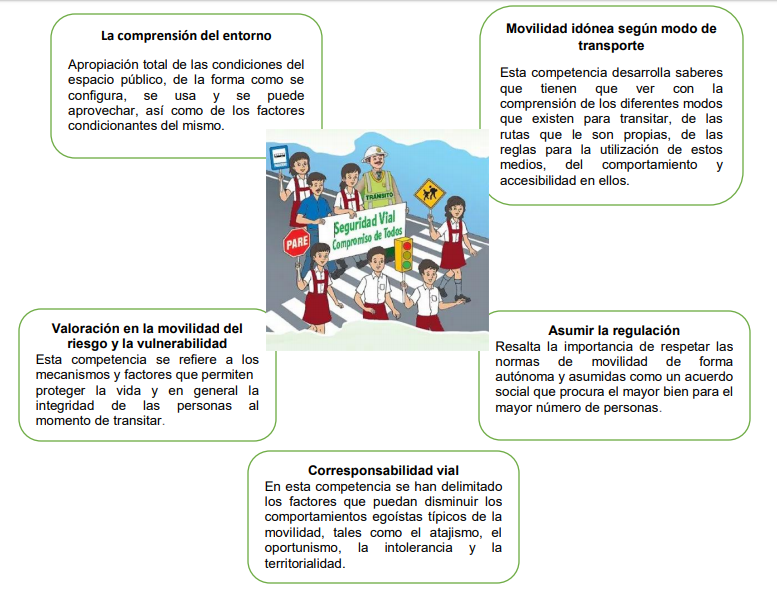 La comprensión del entorno
Apropiación total de las condiciones del
espacio público, de la forma como se
configura, se usa y se puede
aprovechar, así como de los factores
condicionantes del mismo.
Movilidad idónea según modo de
transporte
Esta competencia desarrolla saberes
que tienen que ver con la
comprensión de los diferentes modos
que existen para transitar, de las
rutas que le son propias, de las
reglas para la utilización de estos
medios, del comportamiento y
accesibilidad en ellos.
TRÁNSITO
Seguridad Vial
Compromiso de Todos
PARE
Valoración en la movilidad del
riesgo y la vulnerabilidad
Esta competencia se refiere a los
mecanismos y factores que permiten
proteger la vida y en general la
integridad de las personas al
momento de transitar.
Asumir la regulación
Resalta la importancia de respetar las
normas de movilidad de forma
autónoma y asumidas como un acuerdo
social que procura el mayor bien para el
mayor número de personas.
Corresponsabilidad vial
En esta competencia se han delimitado
los factores que puedan disminuir los
comportamientos egoístas típicos de la
movilidad, tales como el atajismo, el
oportunismo, la intolerancia y la
territorialidad.